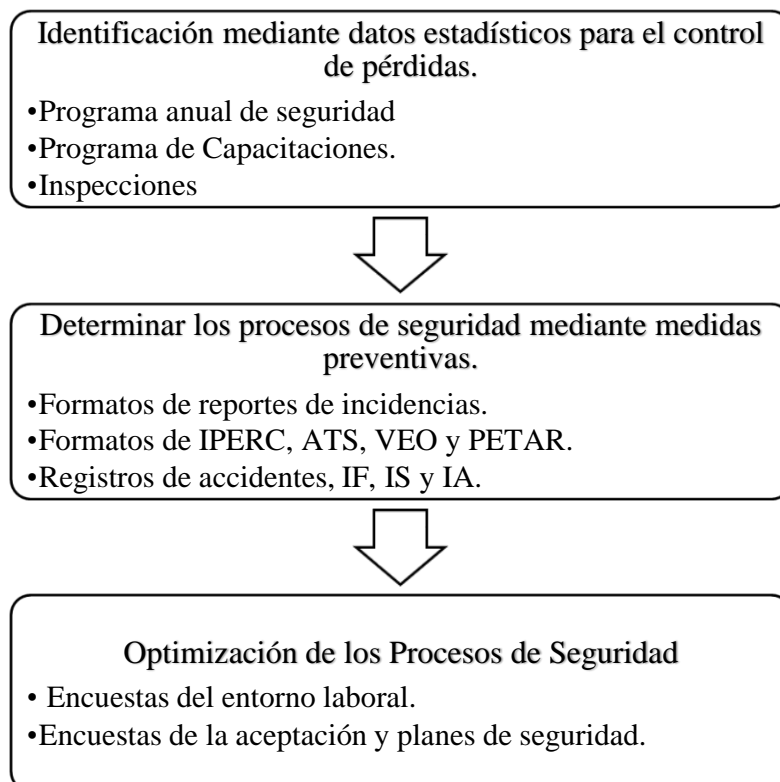 Identificación mediante datos estadísticos para el control
de pérdidas.
•Programa anual de seguridad
•Programa de Capacitaciones.
•Inspecciones
Determinar los procesos de seguridad mediante medidas
preventivas.
•Formatos de reportes de incidencias.
•Formatos de IPERC, ATS, VEO y PETAR.
•Registros de accidentes, IF, IS y IA.
Optimización de los Procesos de Seguridad
• Encuestas del entorno laboral.
•Encuestas de la aceptación y planes de seguridad.